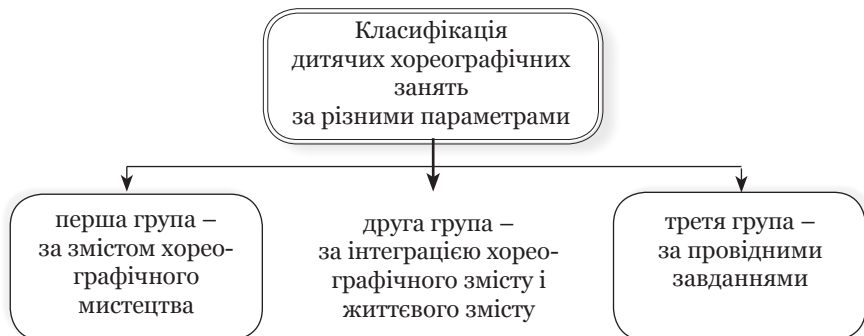 Класифікація
дитячих хореографічних
занять
за різними параметрами
перша група –
за змістом хорео-
графічного
мистецтва
друга група –
за інтеграцією хорео-
графічного змісту і
життєвого змісту
третя група –
за провідними
завданнями